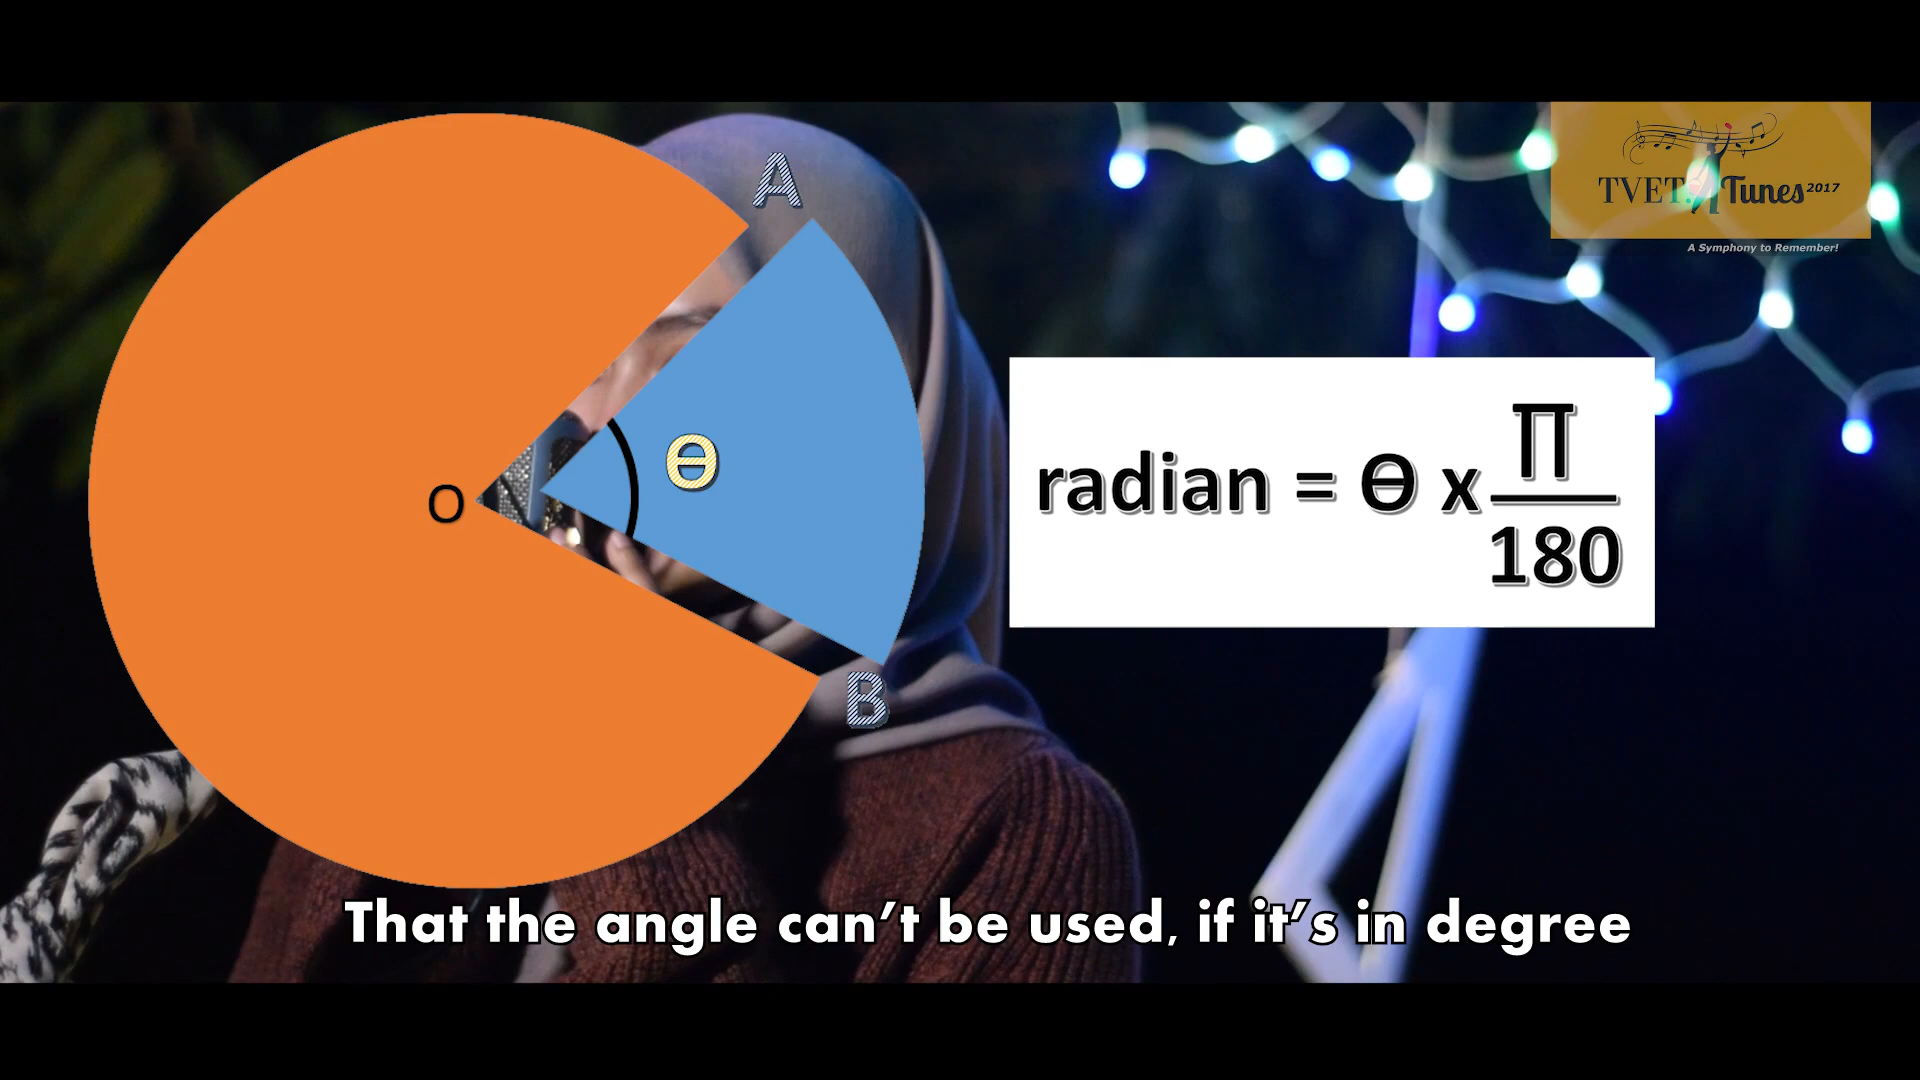 A
TVET Tunes 2017
A Symphony to Remember!
Ɵ
O
radian = Ɵ x Π
180
B
That the angle can't be used, if it's in degree